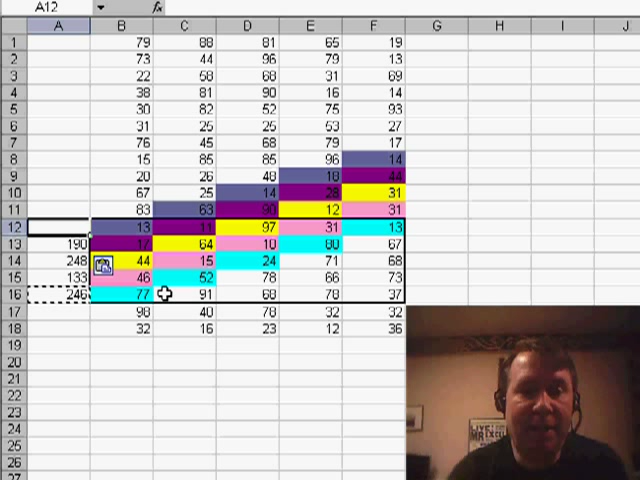 A12 fx
A B C D E F G H I J
1 79 88 81 65 19
2 73 44 96 79 13
3 22 58 68 31 69
4 38 81 90 16 14
5 30 82 52 75 93
6 31 25 25 53 27
7 76 45 68 79 17
8 15 85 85 96 14
9 20 26 48 18 44
10 67 25 14 28 31
11 83 63 90 12 31
12 13 11 97 31 13
13 190 17 64 10 80 67
14 248 44 15 24 71 68
15 133 46 52 78 66 73
16 246 77 91 68 78 37
17 98 40 78 32 32
18 32 16 23 12 36
19
20
21
22
23
24
25
26
27